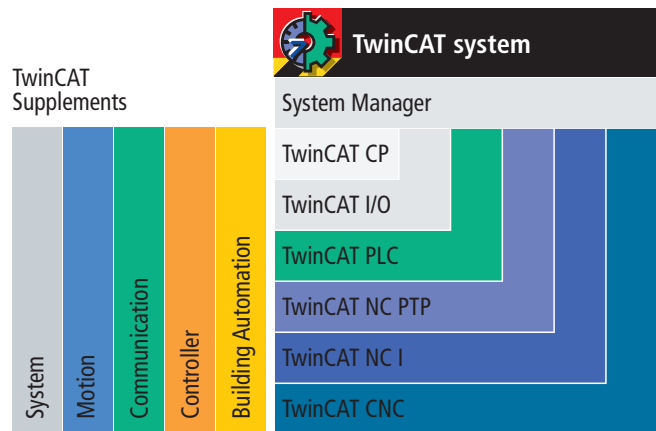 TwinCAT system
TwinCAT
Supplements
System Manager
TwinCAT CP
TwinCAT I/O
TwinCAT PLC
TwinCAT NC PTP
TwinCAT NC I
TwinCAT CNC
System
Motion
Communication
Controller
Building Automation